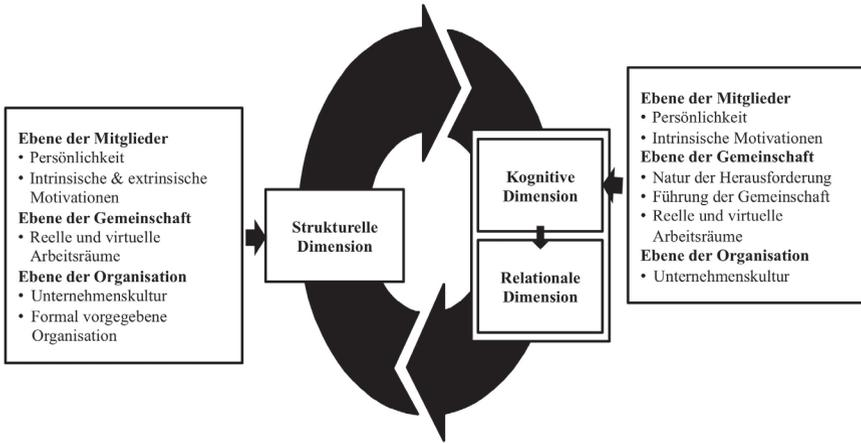 Ebene der Mitglieder
• Persönlichkeit
• Intrinsische & extrinsische
Motivationen
Ebene der Gemeinschaft
• Reelle und virtuelle
Arbeitsräume
Ebene der Organisation
• Unternehmenskultur
• Formal vorgegebene
Organisation
Strukturelle
Dimension
Kognitive
Dimension
Relationale
Dimension
Ebene der Mitglieder
• Persönlichkeit
• Intrinsische Motivationen
Ebene der Gemeinschaft
• Natur der Herausforderung
• Führung der Gemeinschaft
• Reelle und virtuelle
Arbeitsräume
Ebene der Organisation
• Unternehmenskultur